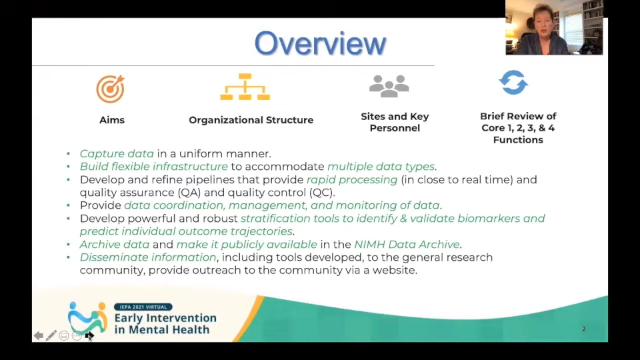 Overview
Aims
Organizational Structure
Sites and Key
Personnel
Brief Review of
Core 1, 2, 3, & 4
Functions
• Capture data in a uniform manner.
• Build flexible infrastructure to accommodate multiple data types.
• Develop and refine pipelines that provide rapid processing (in close to real time) and
quality assurance (QA) and quality control (QC).
• Provide data coordination, management, and monitoring of data.
• Develop powerful and robust stratification tools to identify & validate biomarkers and
predict individual outcome trajectories.
• Archive data and make it publicly available in the NIMH Data Archive.
• Disseminate information, including tools developed, to the general research
community, provide outreach to the community via a website.
IEPA 2021 VIRTUAL
Early Intervention
in Mental Health
2